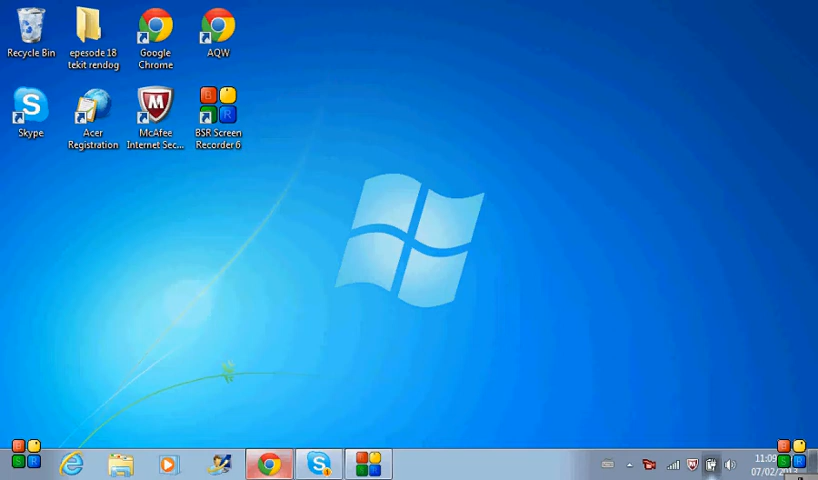 Recycle Bin
epesode 18
tekit rendog
Google
Chrome
AQW
Skype
Acer
Registration
McAfee
Internet Sec...
BSR Screen
Recorder 6
11:09
07/02/2013